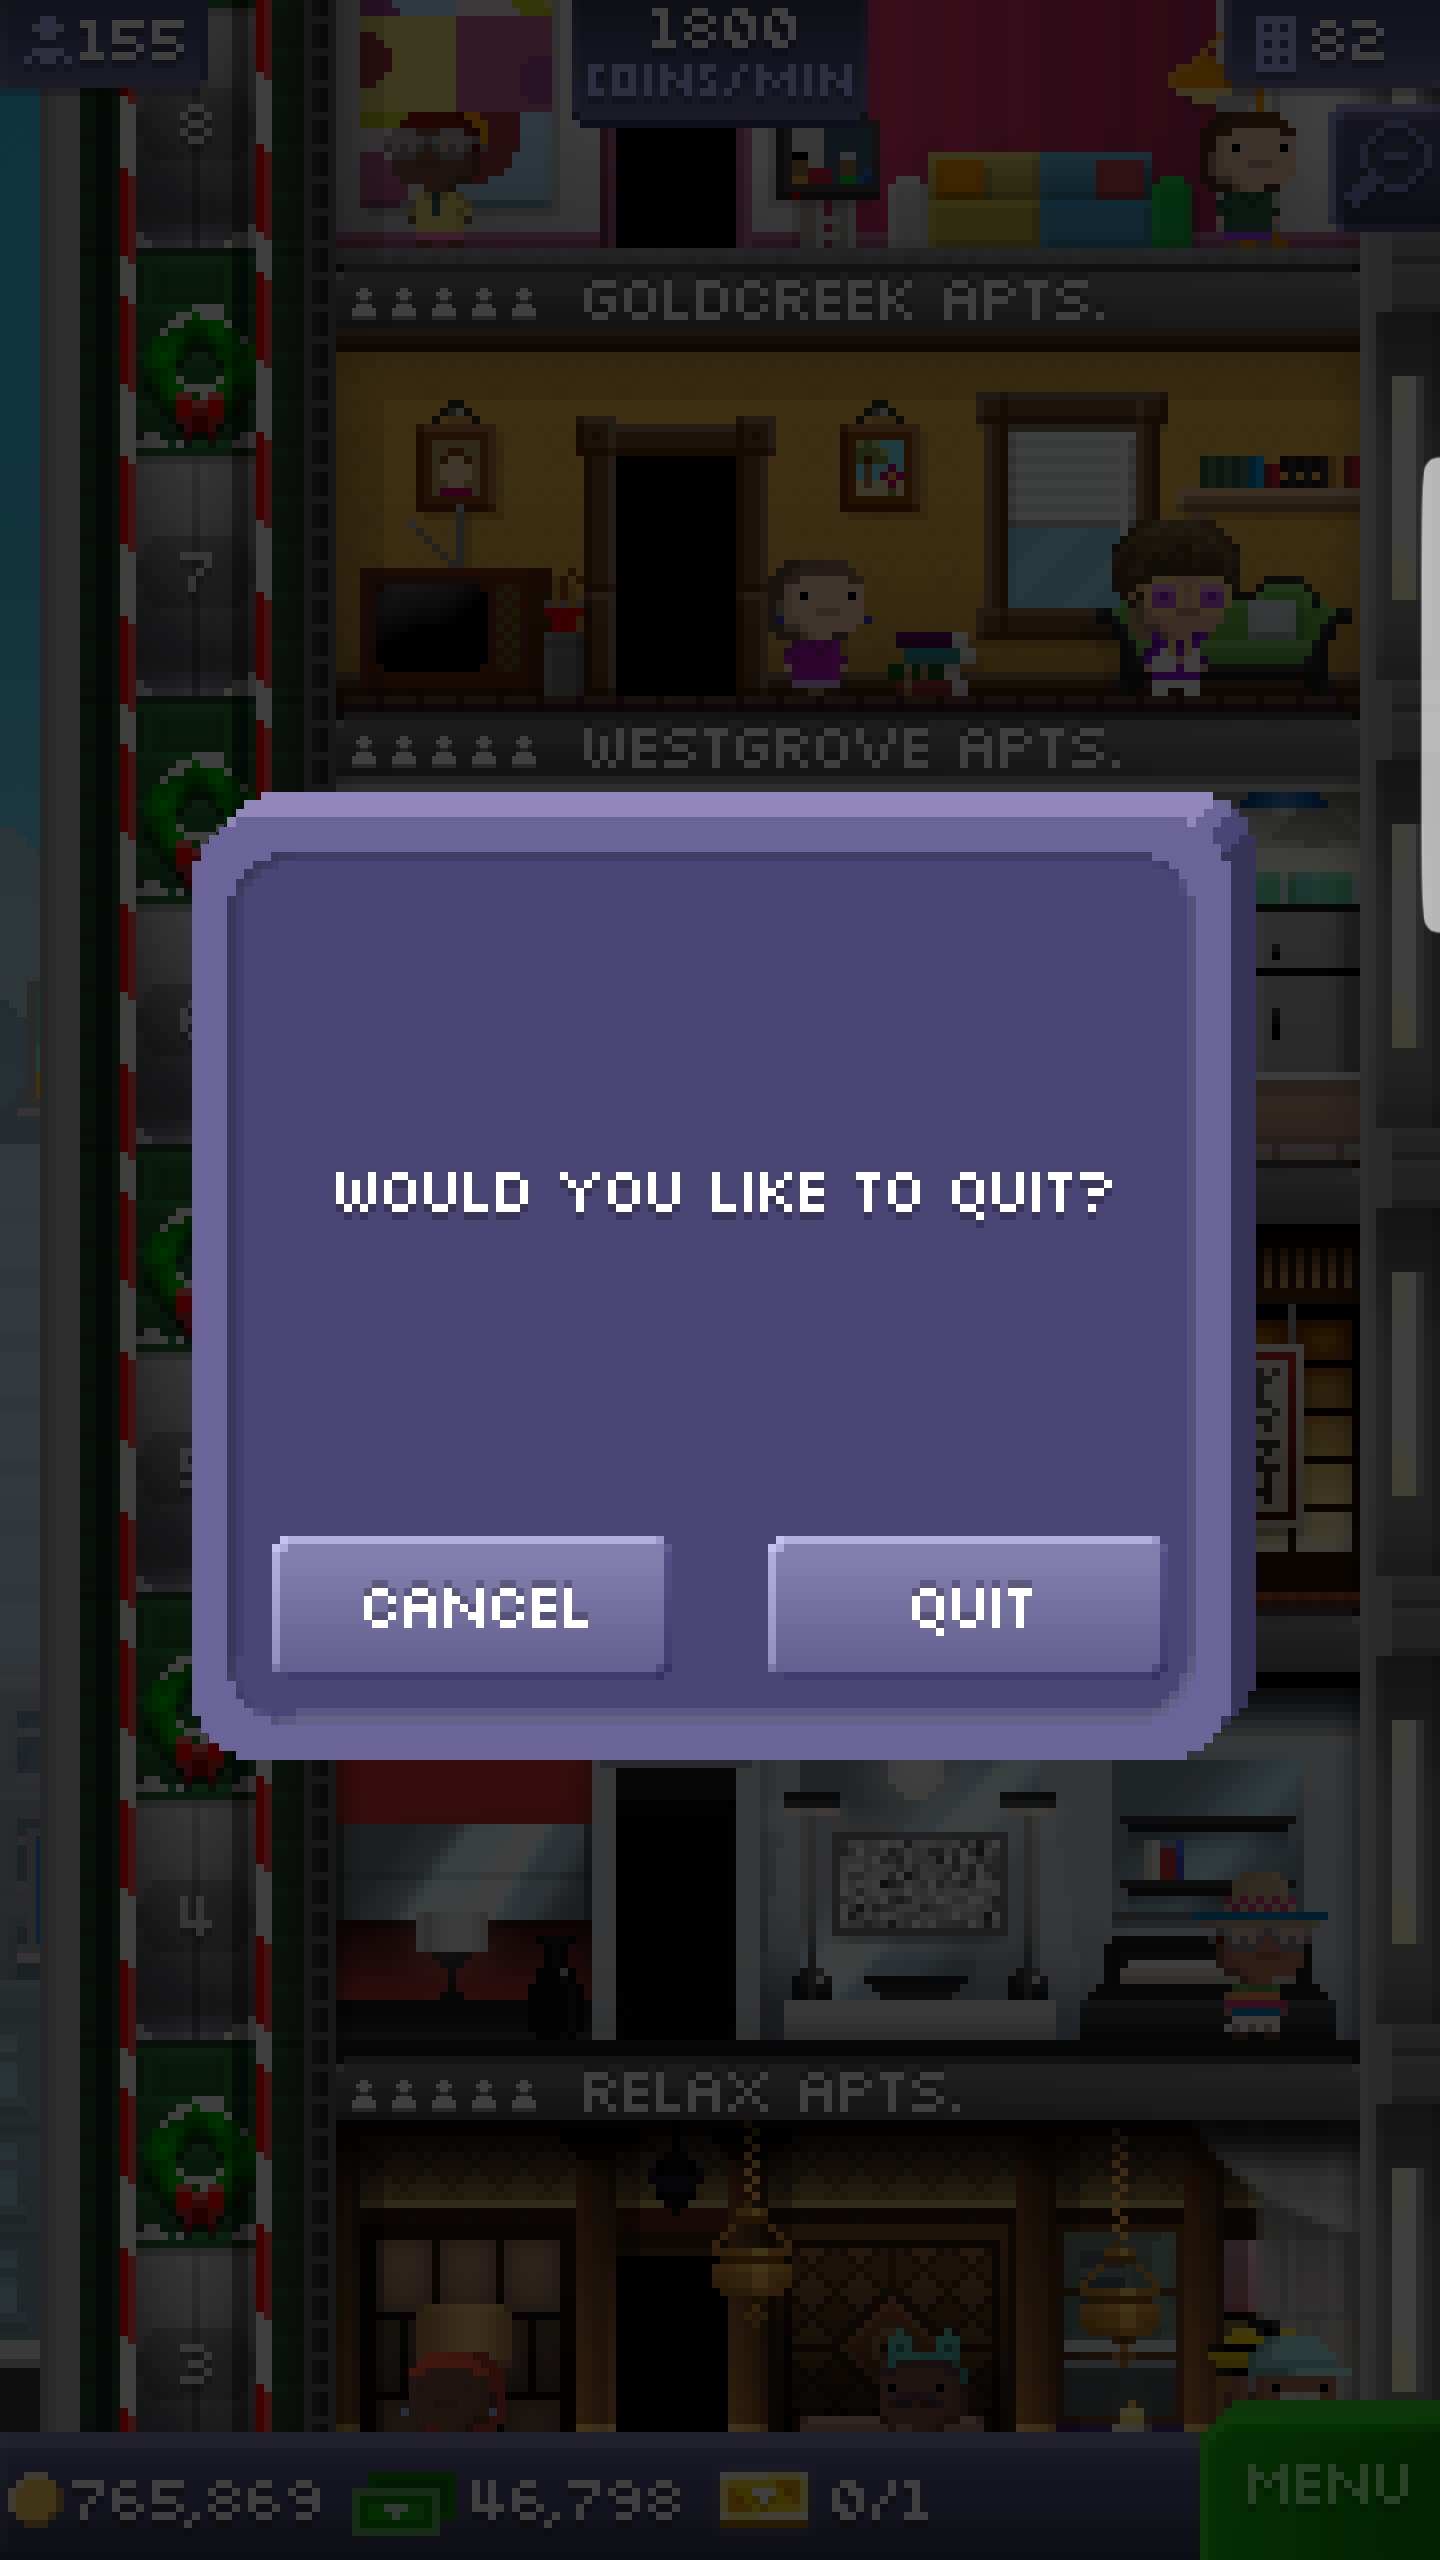 155
1800
COINS/MIN
82
8
GOLDCREEK APTS.
7
WESTGROVE APTS.
WOULD YOU LIKE TO QUIT?
CANCEL
QUIT
4
RELAX APTS.
3
765,869
46,798
0/1
MENU